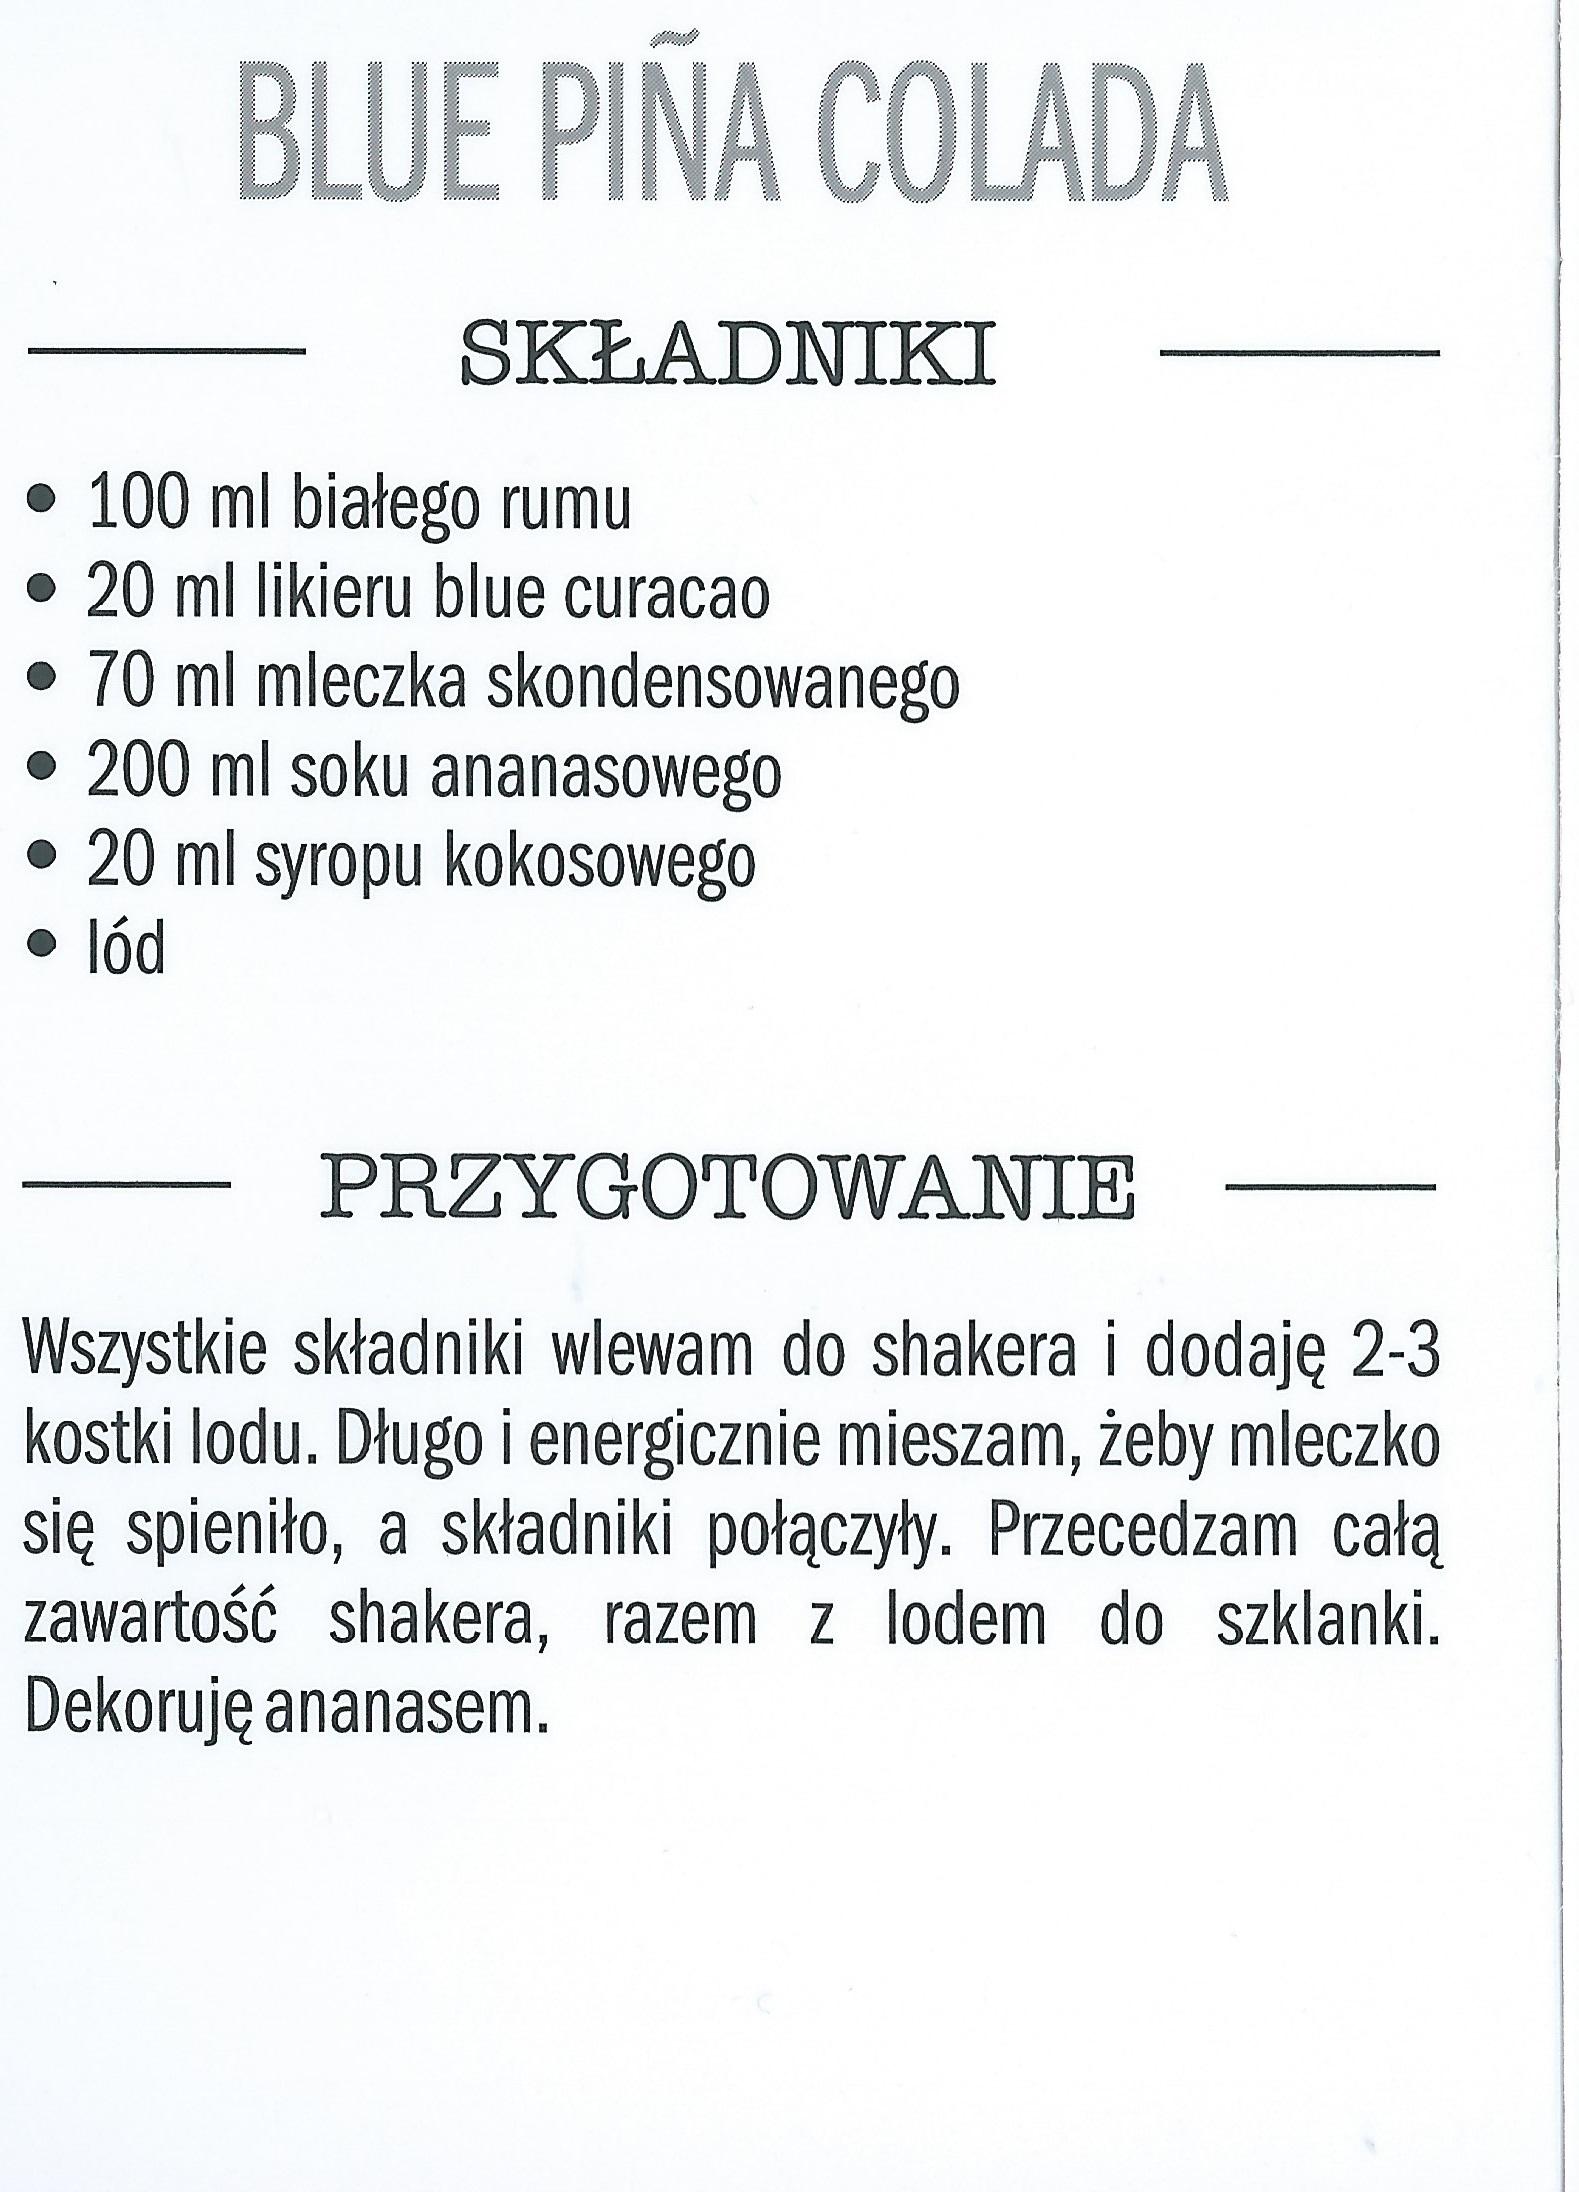 BLUE PIÑA COLADA
SKŁADNIKI
• 100 ml białego rumu
• 20 ml likieru blue curacao
• 70 ml mleczka skondensowanego
• 200 ml soku ananasowego
• 20 ml syropu kokosowego
• lód
PRZYGOTOWANIE
Wszystkie składniki wlewam do shakera i dodaję 2-3
kostki lodu. Długo i energicznie mieszam, żeby mleczko
się spieniło, a składniki połączyły. Przecedzam całą
zawartość shakera, razem z lodem do szklanki.
Dekoruję ananasem.